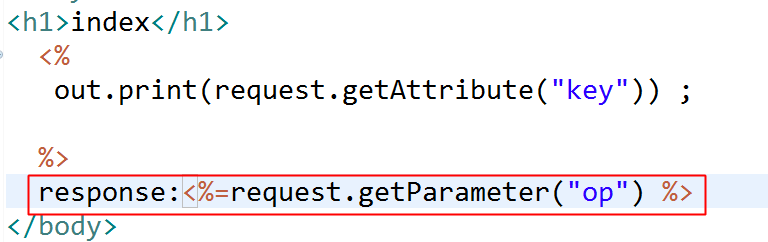 <h1>index</h1>
<%
out.print(request.getAttribute("key")) ;
%>
response:<%=request.getParameter("op") %>
</body>